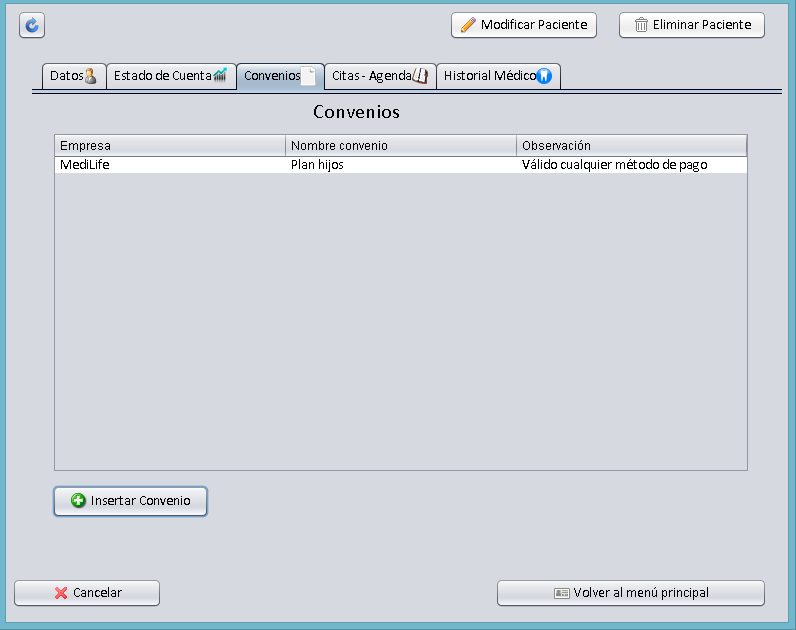 Modificar Paciente Eliminar Paciente
Datos Estado de Cuenta Convenios Citas - Agenda Historial Médico
Convenios
Empresa Nombre convenio Observación
MediLife Plan hijos Válido cualquier método de pago
Insertar Convenio
Cancelar Volver al menú principal